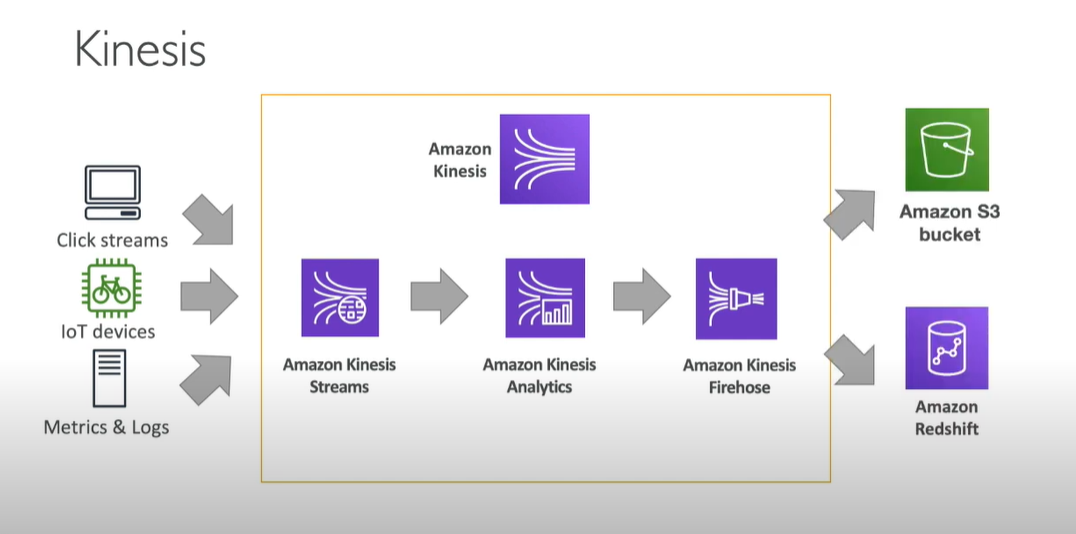 Kinesis
Amazon
Kinesis
Click streams
IoT devices
Metrics & Logs
Amazon Kinesis
Streams
Amazon Kinesis
Analytics
Amazon Kinesis
Firehose
Amazon S3
bucket
Amazon
Redshift